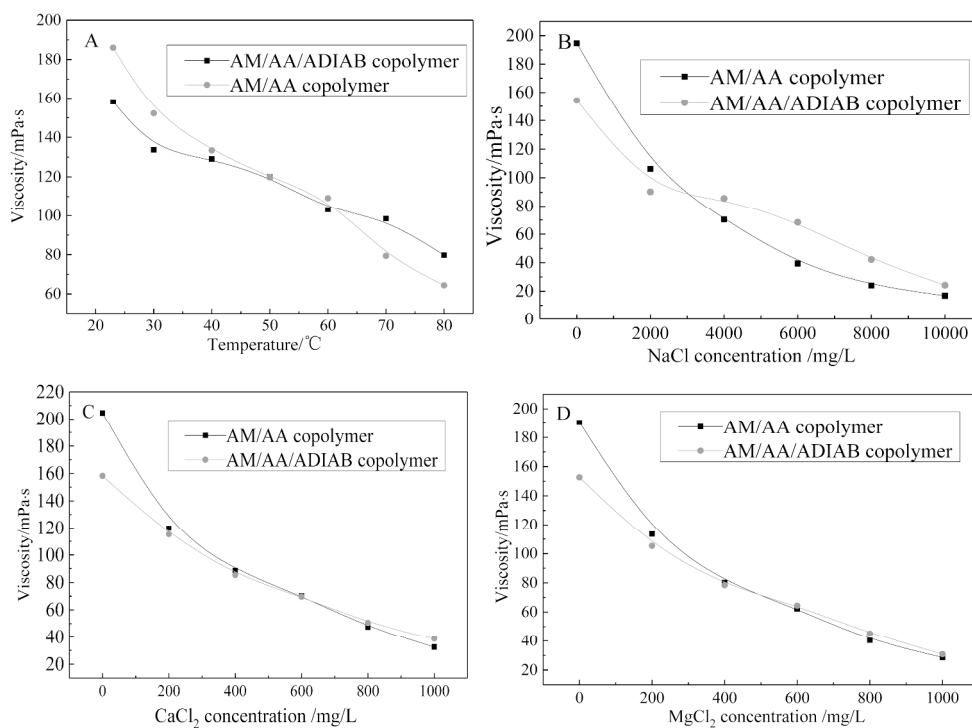 A
AM/AA/ADIAB copolymer
AM/AA copolymer
Viscosity/mPa·s
180
160
140
120
100
80
60
20 30 40 50 60 70 80
Temperature/℃
B
AM/AA copolymer
AM/AA/ADIAB copolymer
Viscosity/mPa·s
200
180
160
140
120
100
80
60
40
20
0
0 2000 4000 6000 8000 10000
NaCl concentration /mg/L
C
AM/AA copolymer
AM/AA/ADIAB copolymer
Viscosity/mPa·s
220
200
180
160
140
120
100
80
60
40
20
0
0 200 400 600 800 1000
CaCl₂ concentration /mg/L
D
AM/AA copolymer
AM/AA/ADIAB copolymer
Viscosity/mPa·s
200
180
160
140
120
100
80
60
40
20
0 200 400 600 800 1000
MgCl₂ concentration /mg/L